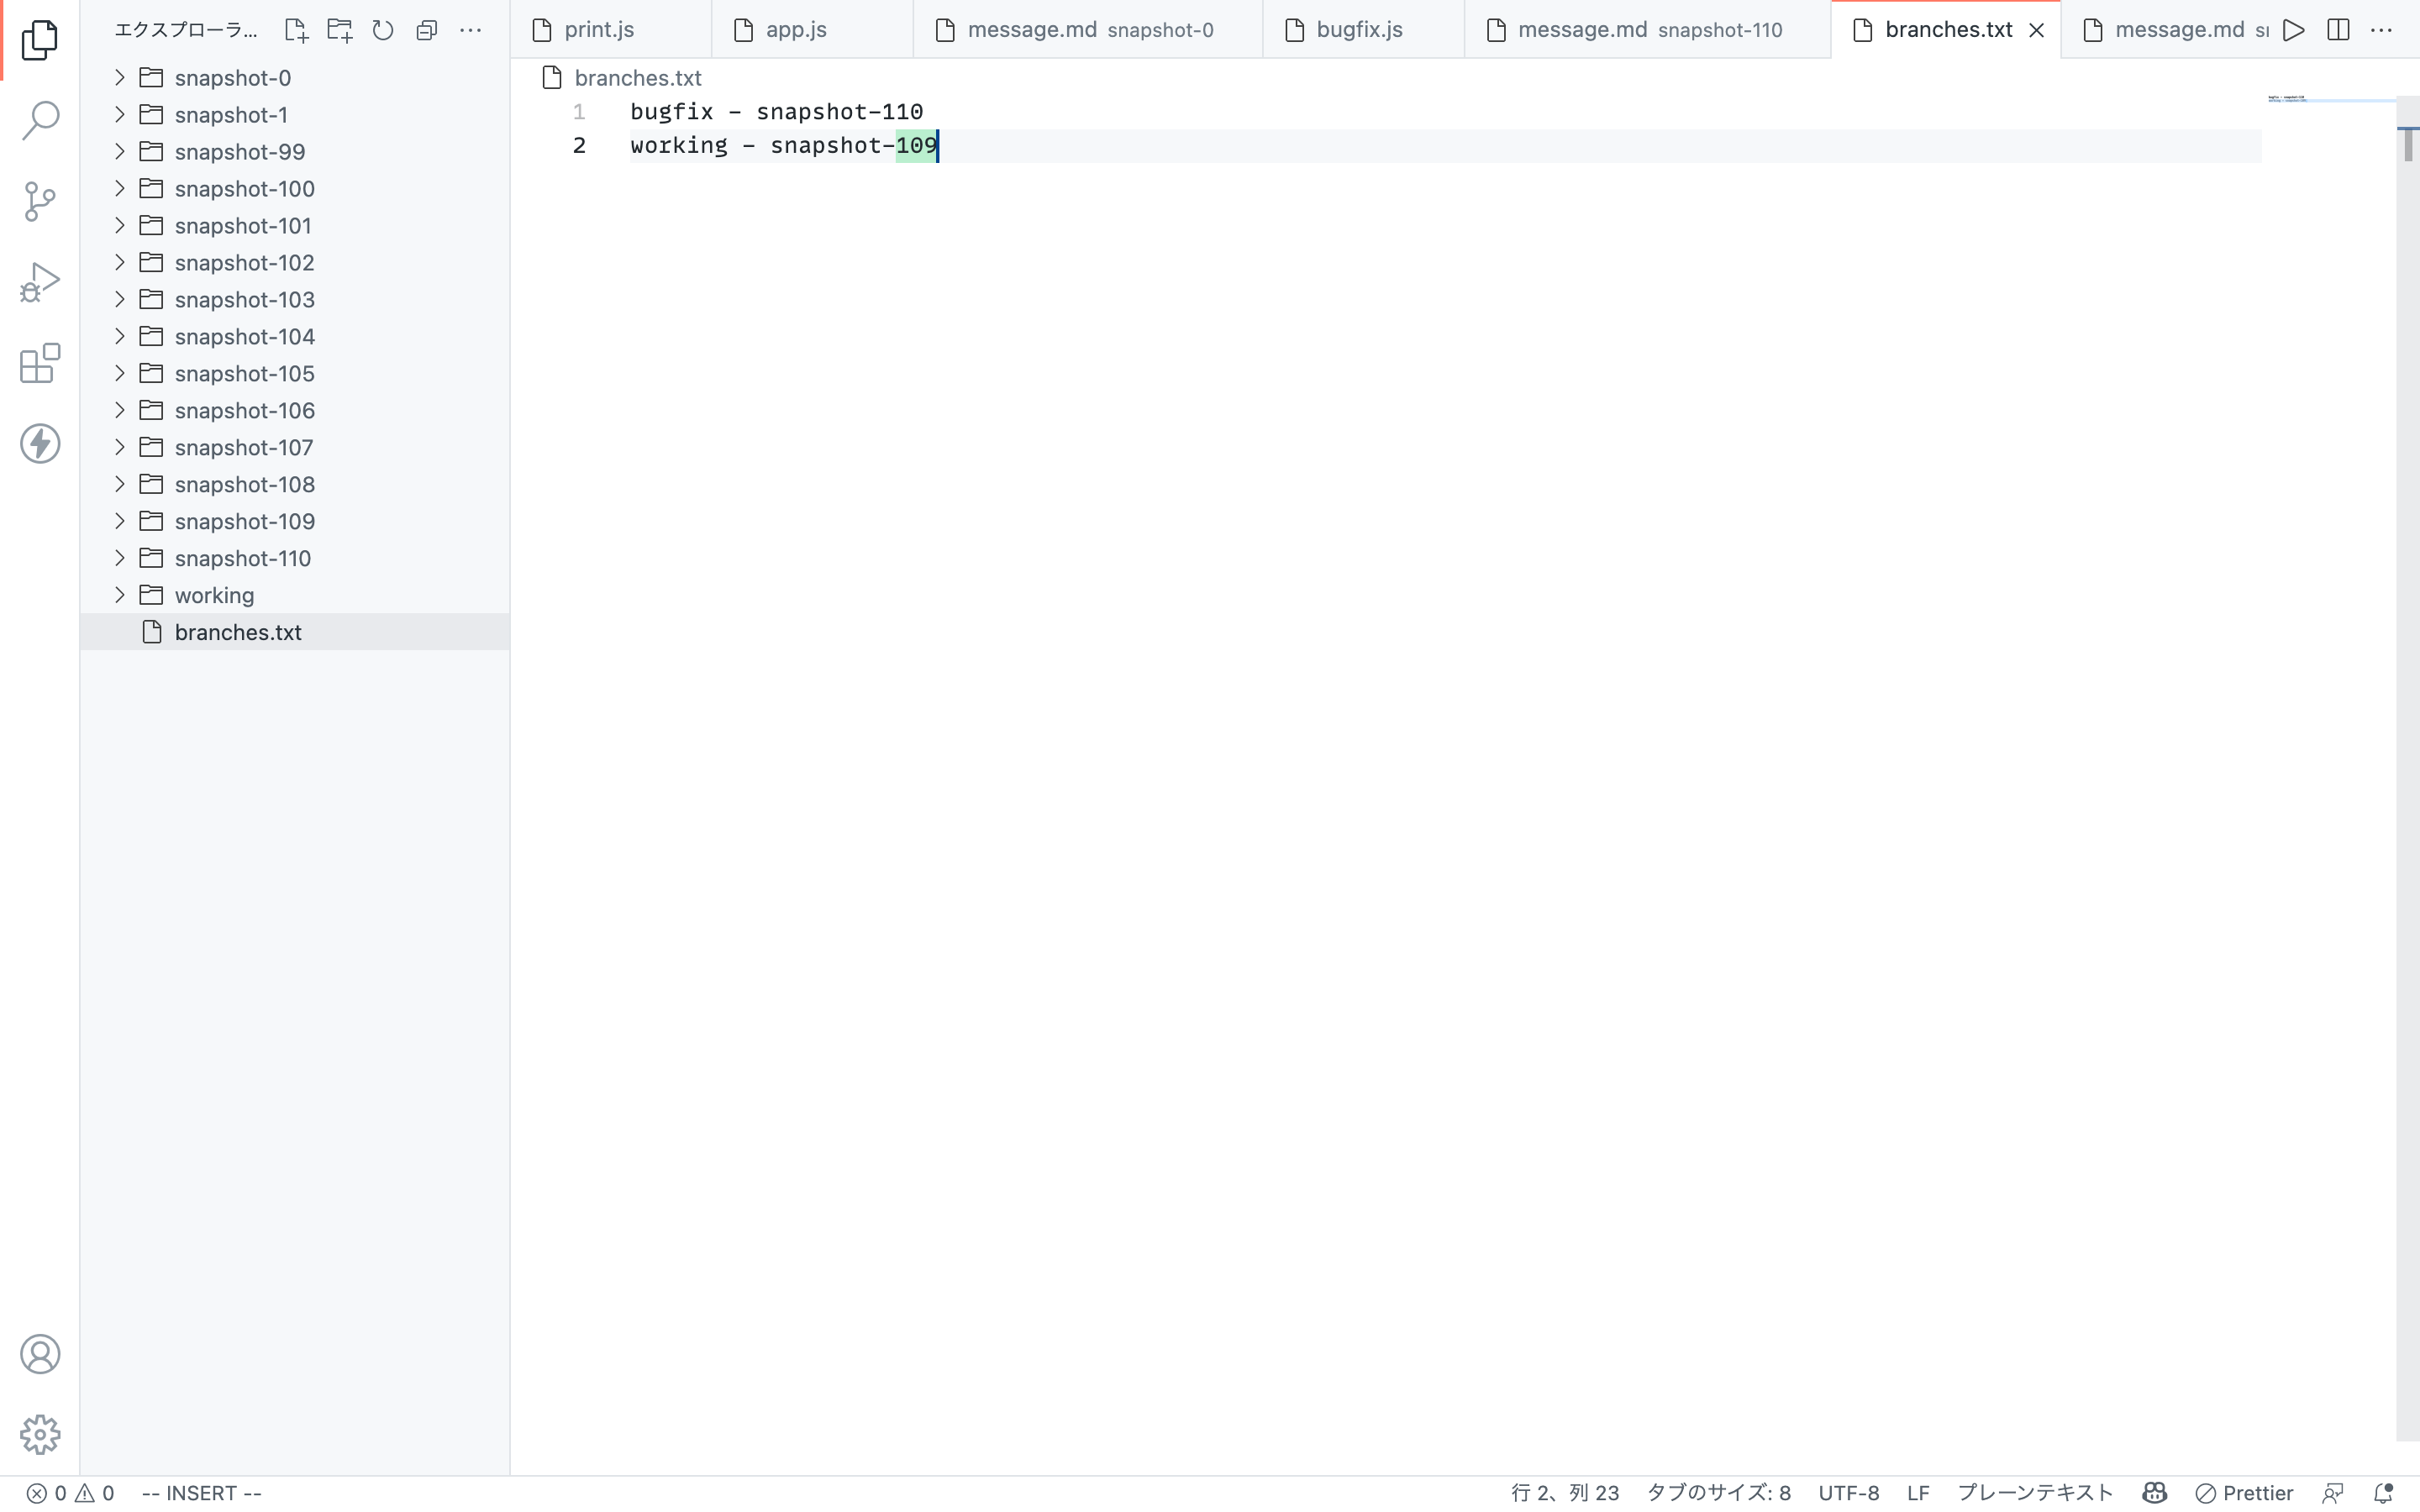 エクスプローラ...
snapshot-0
snapshot-1
snapshot-99
snapshot-100
snapshot-101
snapshot-102
snapshot-103
snapshot-104
snapshot-105
snapshot-106
snapshot-107
snapshot-108
snapshot-109
snapshot-110
working
branches.txt
print.js
app.js
message.md snapshot-0
bugfix.js
message.md snapshot-110
branches.txt
message.md
branches.txt
1 bugfix - snapshot-110
2 working - snapshot-109
0 0 -- INSERT --
行 2、列 23 タブのサイズ: 8 UTF-8 LF プレーンテキスト Prettier